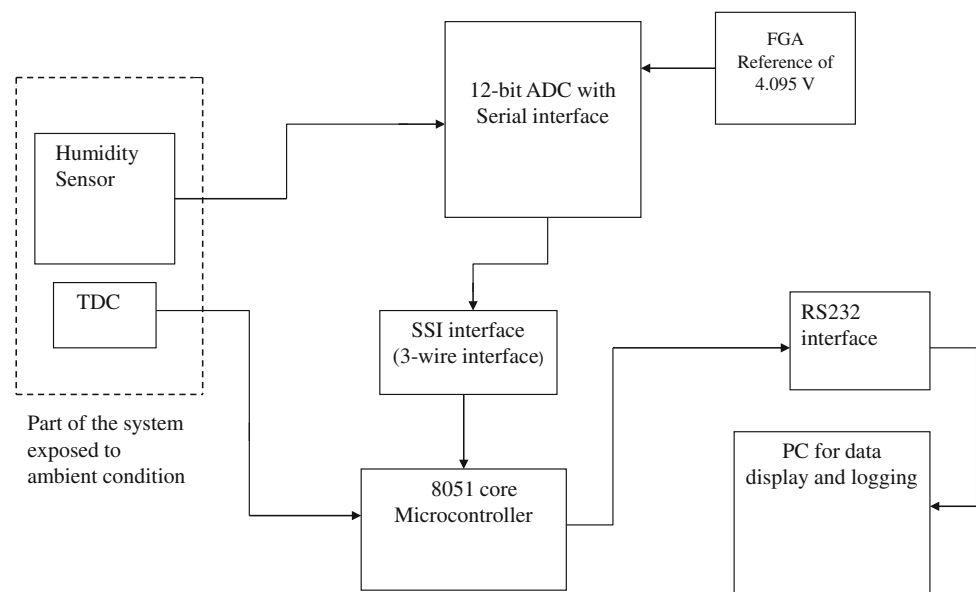 FGA
Reference of
4.095 V
12-bit ADC with
Serial interface
Humidity
Sensor
TDC
SSI interface
(3-wire interface)
RS232
interface
Part of the system
exposed to
ambient condition
8051 core
Microcontroller
PC for data
display and logging